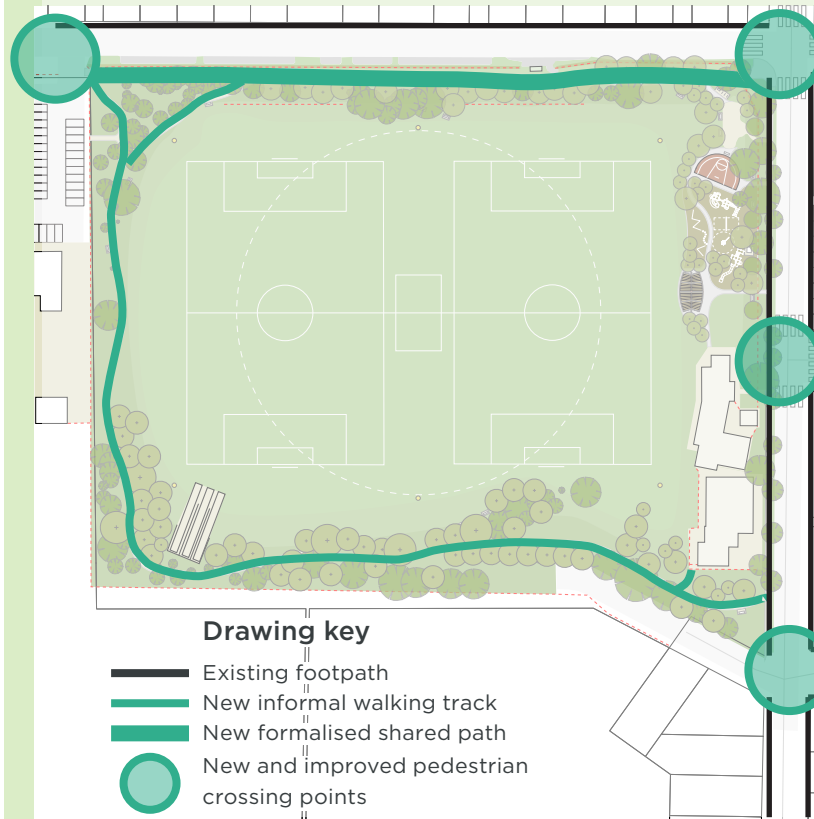 Drawing key
Existing footpath
New informal walking track
New formalised shared path
New and improved pedestrian
crossing points